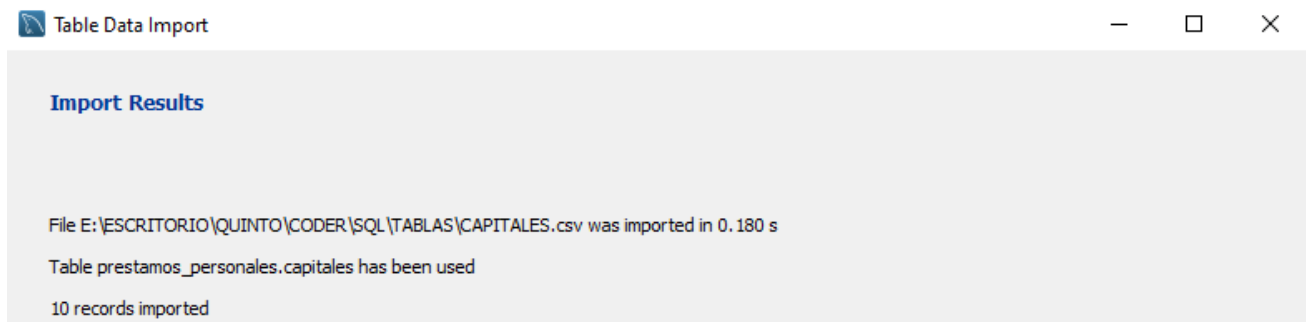 Table Data Import
Import Results
File E:\ESCRITORIO\QUINTO\CODER\SQL\TABLAS\CAPITALES.csv was imported in 0.180 s
Table prestamos_personales.capitales has been used
10 records imported